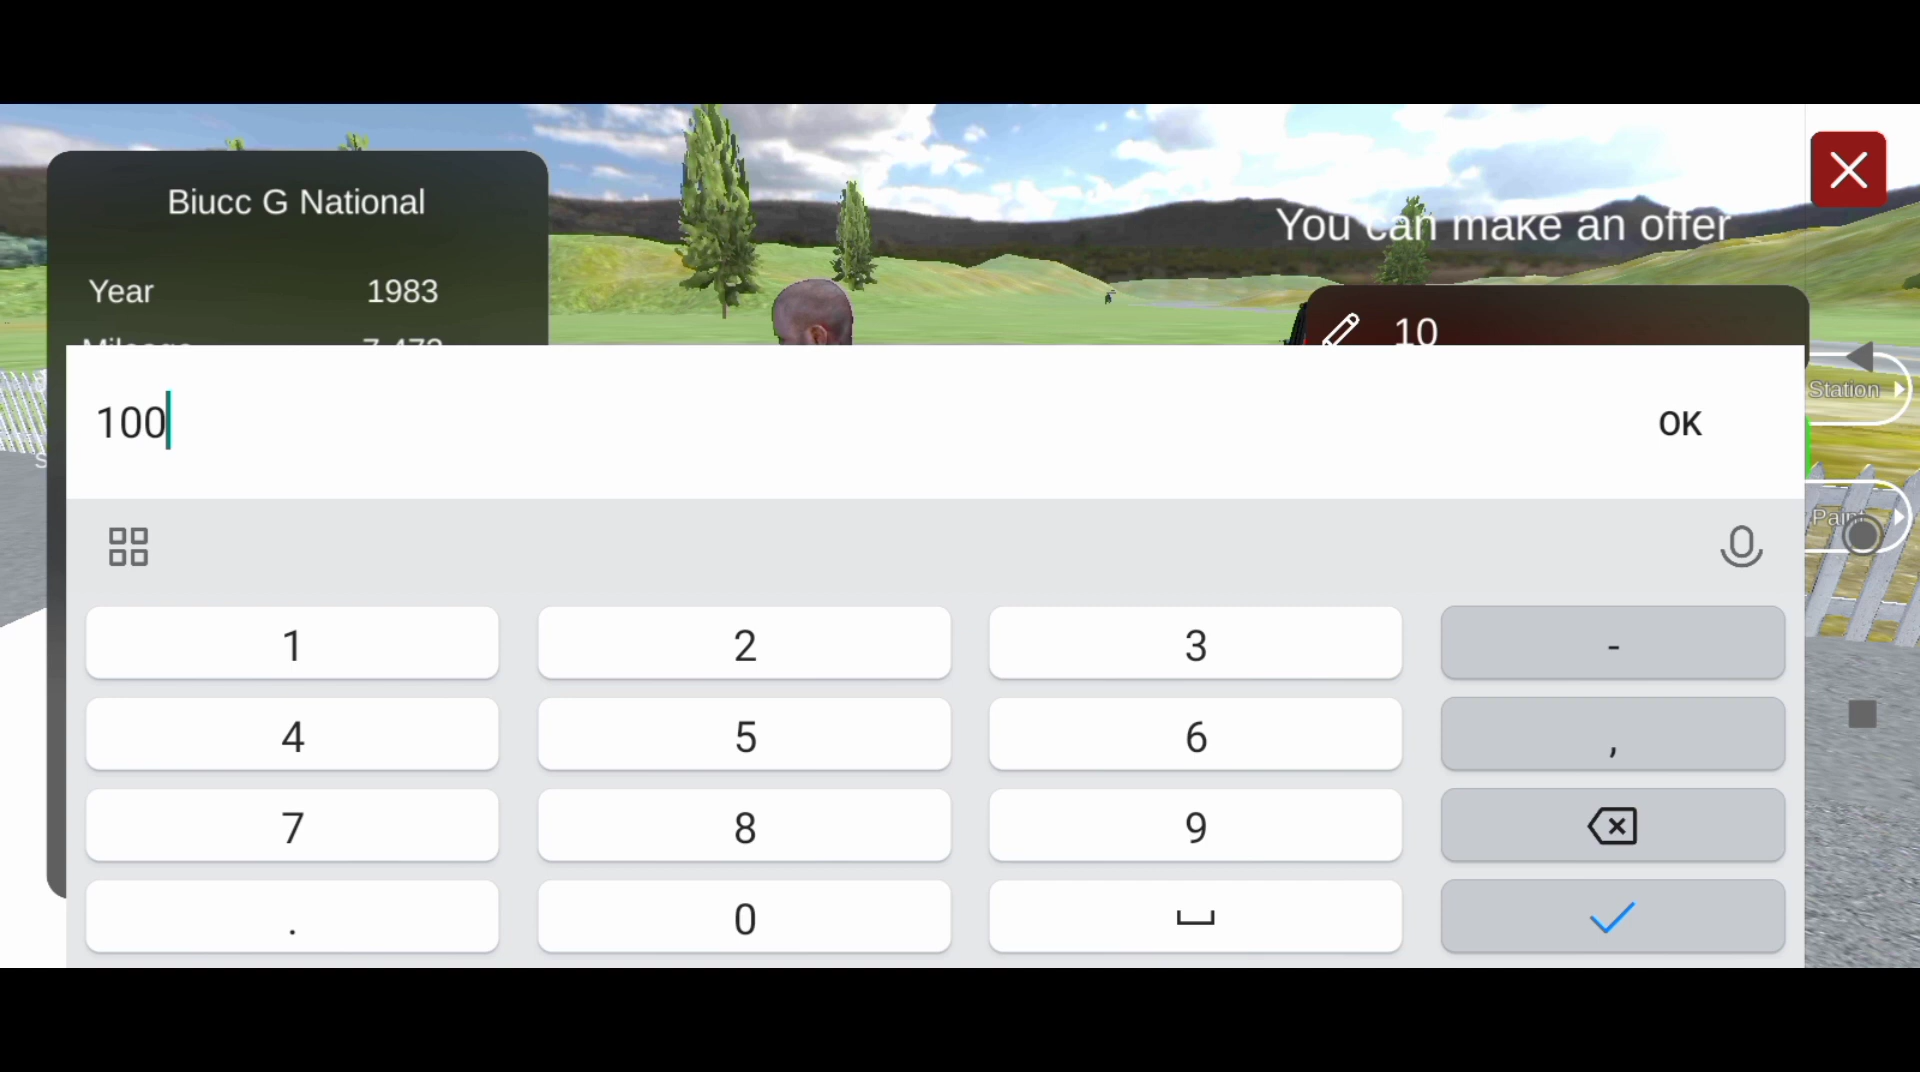 Biucc G National
You can make an offer
Year 1983
10
100
OK
Station
Paint
1 2 3 -
4 5 6 ,
7 8 9
. 0